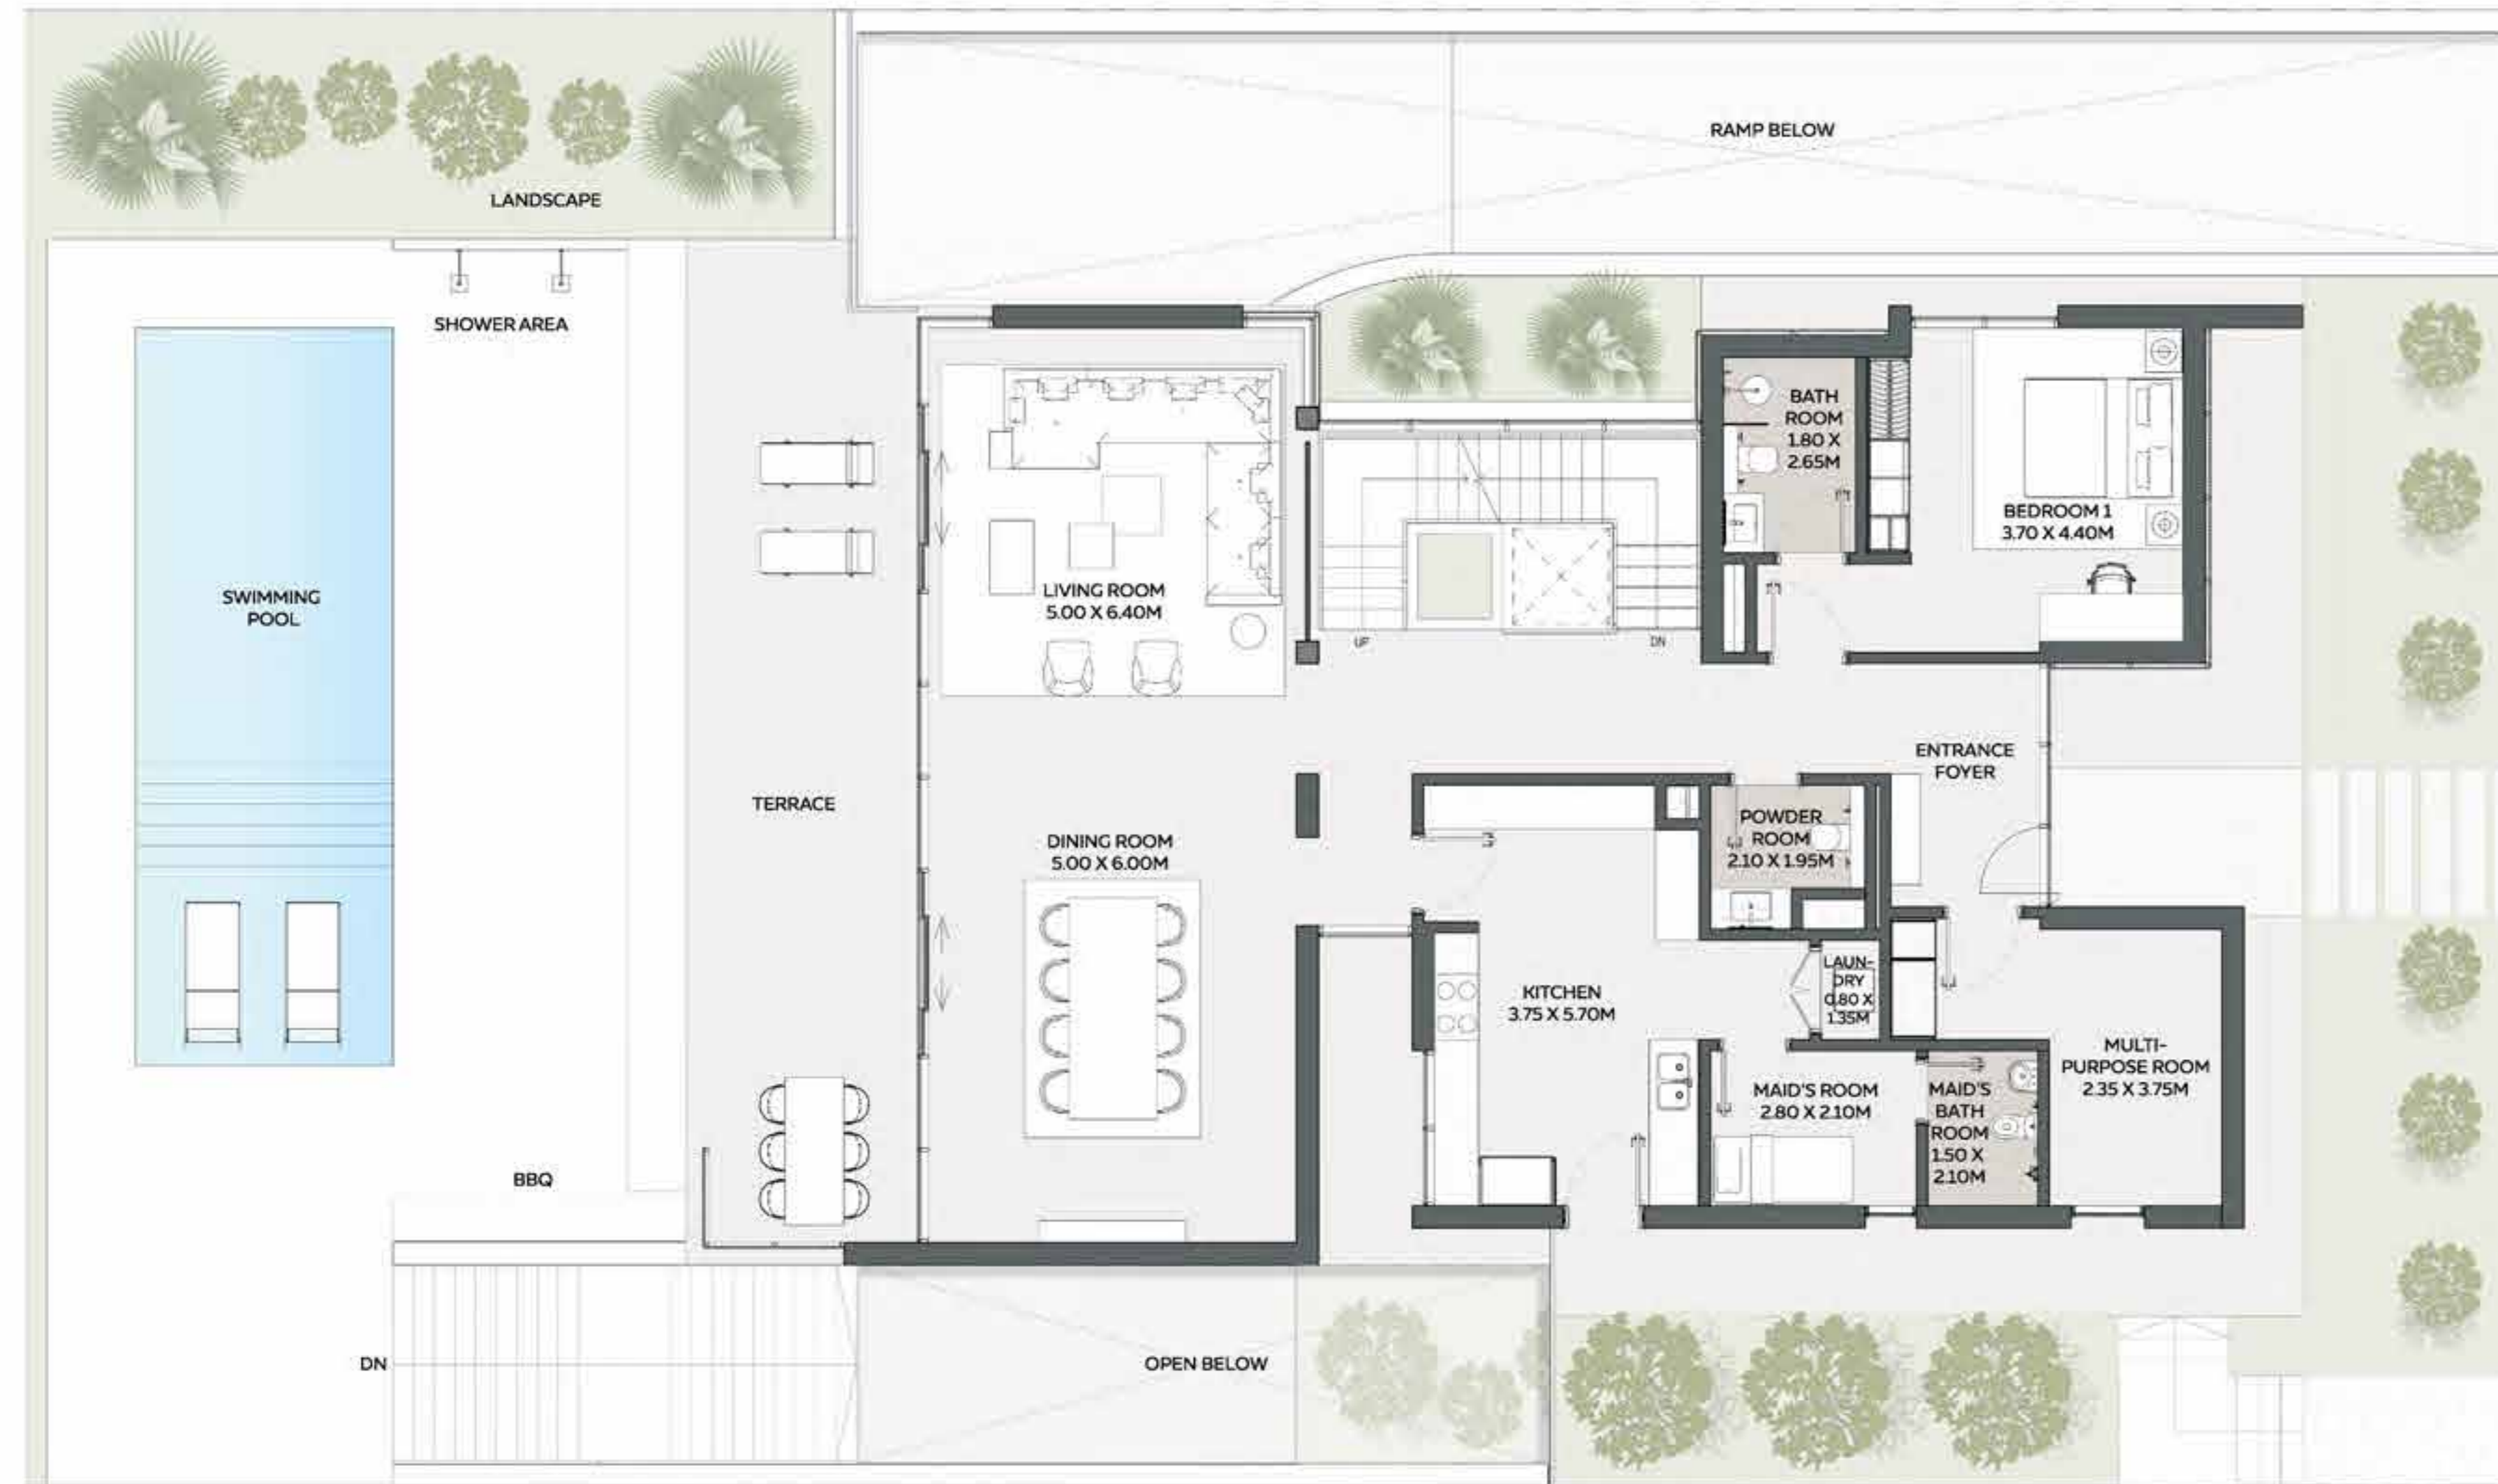 RAMP BELOW
LANDSCAPE
SHOWER AREA
BATH
ROOM
1.80 X
2.65M
BEDROOM 1
3.70 X 4.40M
SWIMMING
POOL
LIVING ROOM
5.00 X 6.40M
UP
DN
ENTRANCE
FOYER
TERRACE
DINING ROOM
5.00 X 6.00M
POWDER
ROOM
2.10 X 1.95M
KITCHEN
3.75 X 5.70M
LAUN-
DRY
0.80 X
1.35M
MULTI-
PURPOSE ROOM
2.35 X 3.75M
MAID'S ROOM
2.80 X 2.10M
MAID'S
BATH
ROOM
1.50 X
2.10M
BBQ
DN
OPEN BELOW